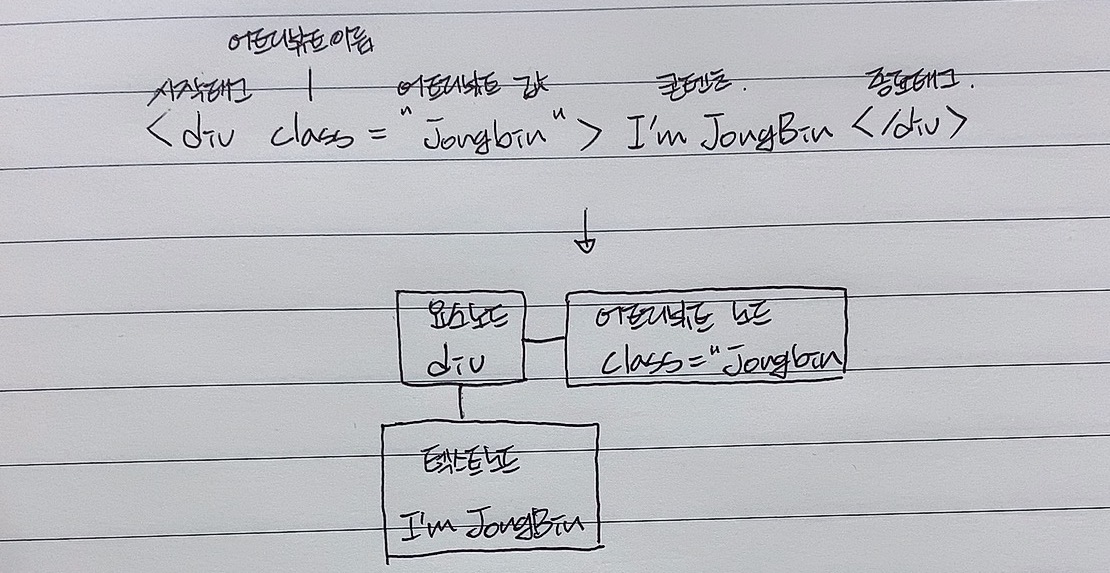 어트리뷰트 이름
시작태그 어트리뷰트 값 콘텐츠. 종료태그.
<div class = "Jongbin"> I'm JongBin </div>
요소노드
div
어트리뷰트 노드
class="Jongbin
텍스트노드
I'm JongBin